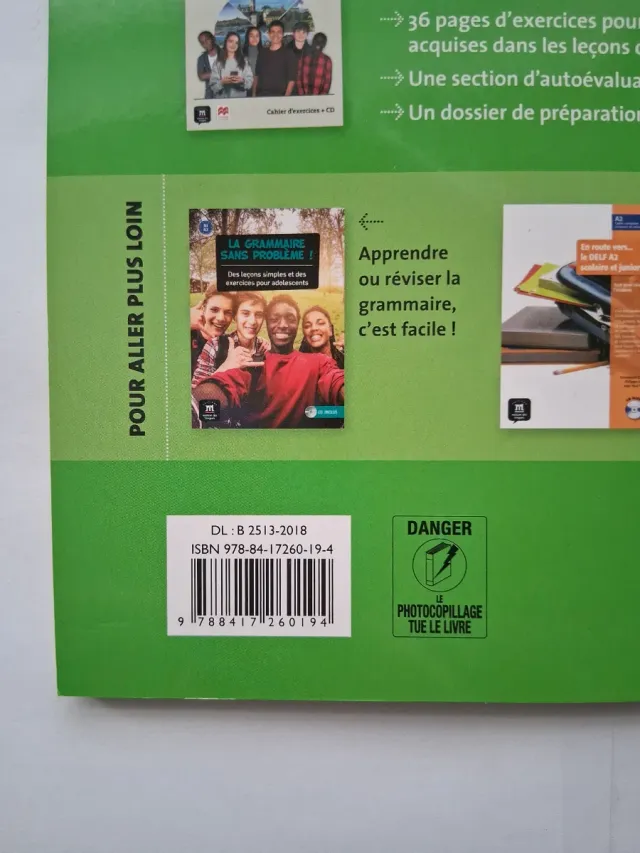 Cahier d'exercices + CD
36 pages d'exercices pour
acquises dans les leçons
Une section d'autoévalua
Un dossier de préparation
POUR ALLER PLUS LOIN
LA GRAMMAIRE
SANS PROBLÈME !
Des leçons simples et des
exercices pour adolescents
CD INCLUS
Apprendre
ou réviser la
grammaire,
c'est facile !
A2
En route vers...
le DELF A2
scolaire et junior
DL : B 2513-2018
ISBN 978-84-17260-19-4
9 788417 260194
DANGER
LE
PHOTOCOPILLAGE
TUE LE LIVRE